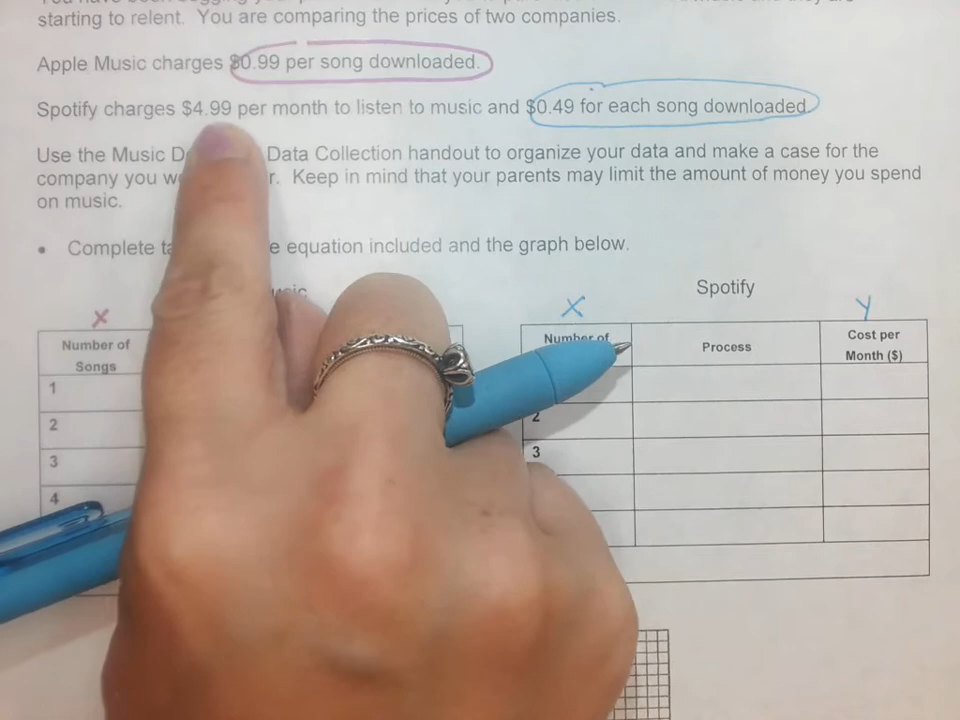 starting to relent. You are comparing the prices of two companies.
Apple Music charges $0.99 per song downloaded.
Spotify charges $4.99 per month to listen to music and $0.49 for each song downloaded.
Use the Music Data Collection handout to organize your data and make a case for the
company you Keep in mind that your parents may limit the amount of money you spend
on music.
• Complete equation included and the graph below.
Spotify
X X Y
Number of Songs
Number of Process Cost per Month ($)
1
2 2
3 3
4